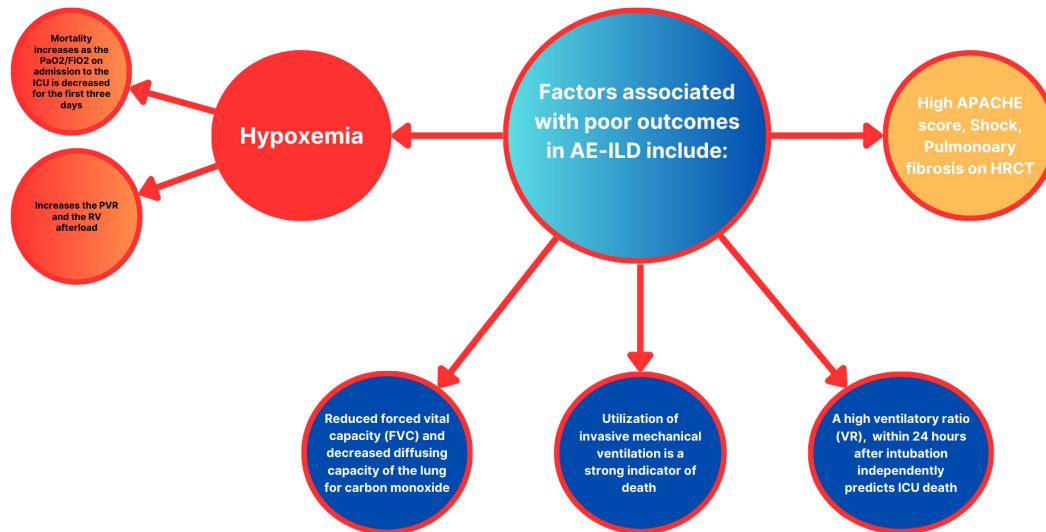 Mortality
increases as the
PaO2/FiO2 on
admission to the
ICU is decreased
for the first three
days
Hypoxemia
Increases the PVR
and the RV
afterload
Factors associated
with poor outcomes
in AE-ILD include:
High APACHE
score, Shock,
Pulmonoary
fibrosis on HRCT
Reduced forced vital
capacity (FVC) and
decreased diffusing
capacity of the lung
for carbon monoxide
Utilization of
invasive mechanical
ventilation is a
strong indicator of
death
A high ventilatory ratio
(VR), within 24 hours
after intubation
independently
predicts ICU death